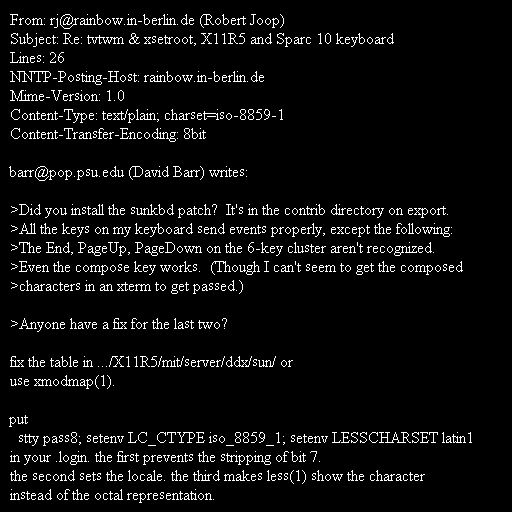 From: rj@rainbow.in-berlin.de (Robert Joop)
Subject: Re: tvtwm & xsetroot, X11R5 and Sparc 10 keyboard
Lines: 26
NNTP-Posting-Host: rainbow.in-berlin.de
Mime-Version: 1.0
Content-Type: text/plain; charset=iso-8859-1
Content-Transfer-Encoding: 8bit

barr@pop.psu.edu (David Barr) writes:

>Did you install the sunkbd patch?  It's in the contrib directory on export.
>All the keys on my keyboard send events properly, except the following:
>The End, PageUp, PageDown on the 6-key cluster aren't recognized.
>Even the compose key works.  (Though I can't seem to get the composed
>characters in an xterm to get passed.)

>Anyone have a fix for the last two?

fix the table in .../X11R5/mit/server/ddx/sun/ or
use xmodmap(1).

put
  stty pass8; setenv LC_CTYPE iso_8859_1; setenv LESSCHARSET latin1
in your .login. the first prevents the stripping of bit 7.
the second sets the locale. the third makes less(1) show the character
instead of the octal representation.